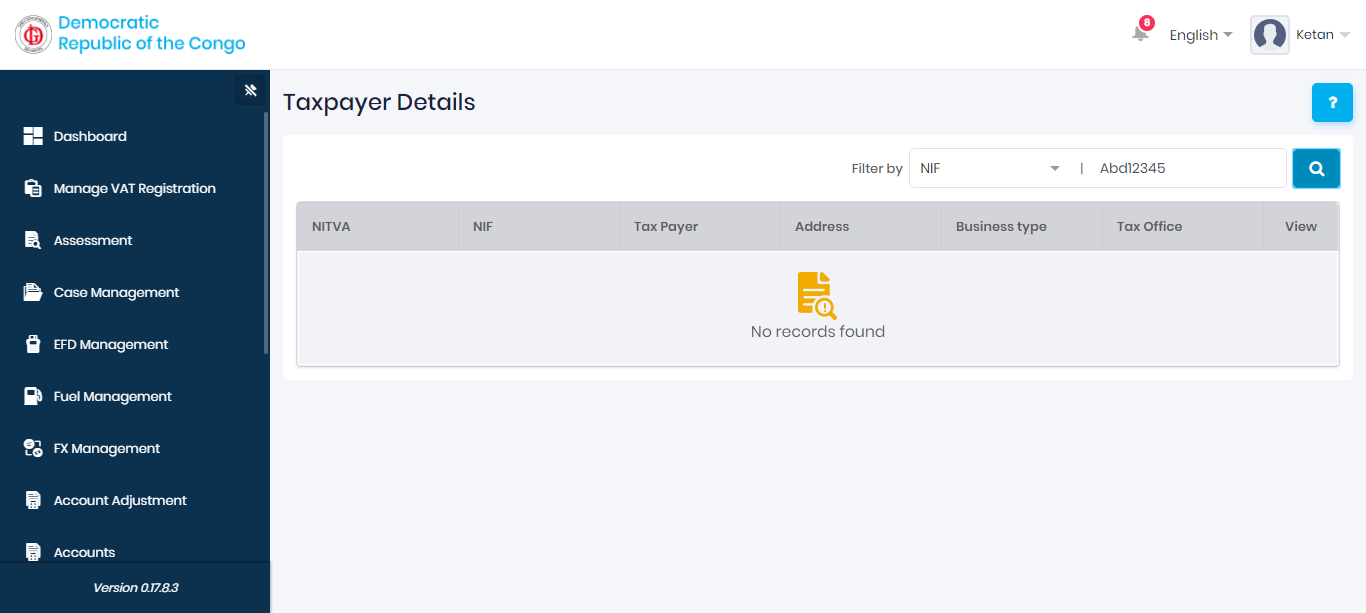 Democratic
Republic of the Congo
8
English
Ketan
Dashboard
Manage VAT Registration
Assessment
Case Management
EFD Management
Fuel Management
FX Management
Account Adjustment
Accounts
Version 0.17.8.3
Taxpayer Details
?
Filter by NIF | Abd12345
NITVA NIF Tax Payer Address Business type Tax Office View
No records found